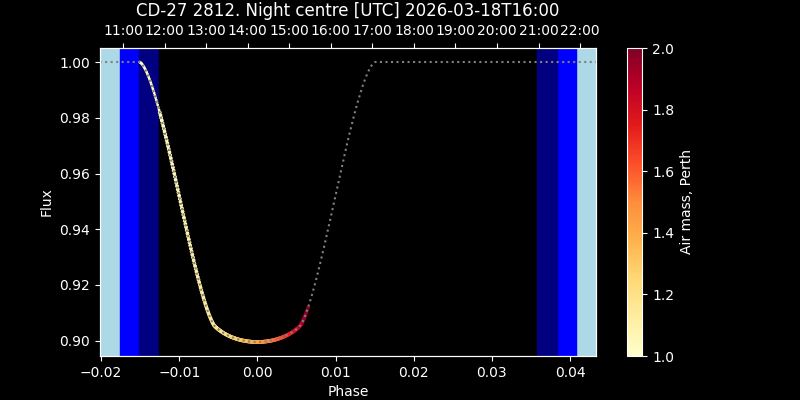 CD-27 2812. Night centre [UTC] 2026-03-18T16:00
11:00 12:00 13:00 14:00 15:00 16:00 17:00 18:00 19:00 20:00 21:00 22:00
1.00
0.98
0.96
0.94
0.92
0.90
Flux
−0.02 −0.01 0.00 0.01 0.02 0.03 0.04
Phase
2.0
1.8
1.6
1.4
1.2
1.0
Air mass, Perth